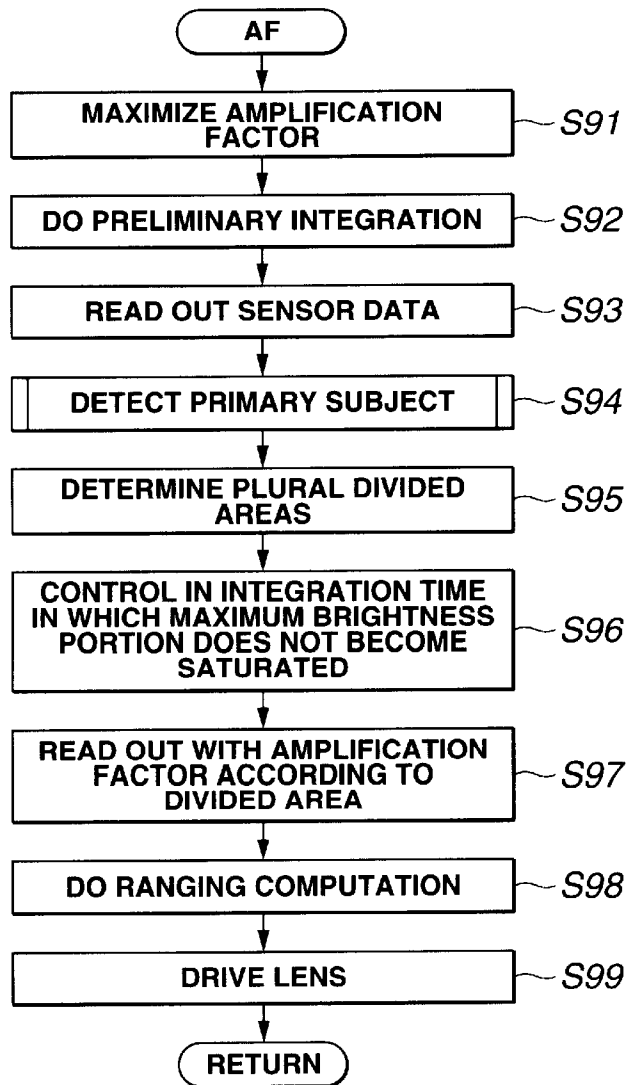 AF
MAXIMIZE AMPLIFICATION
FACTOR
S91
DO PRELIMINARY INTEGRATION
S92
READ OUT SENSOR DATA
S93
DETECT PRIMARY SUBJECT
S94
DETERMINE PLURAL DIVIDED
AREAS
S95
CONTROL IN INTEGRATION TIME
IN WHICH MAXIMUM BRIGHTNESS
PORTION DOES NOT BECOME
SATURATED
S96
READ OUT WITH AMPLIFICATION
FACTOR ACCORDING TO
DIVIDED AREA
S97
DO RANGING COMPUTATION
S98
DRIVE LENS
S99
RETURN